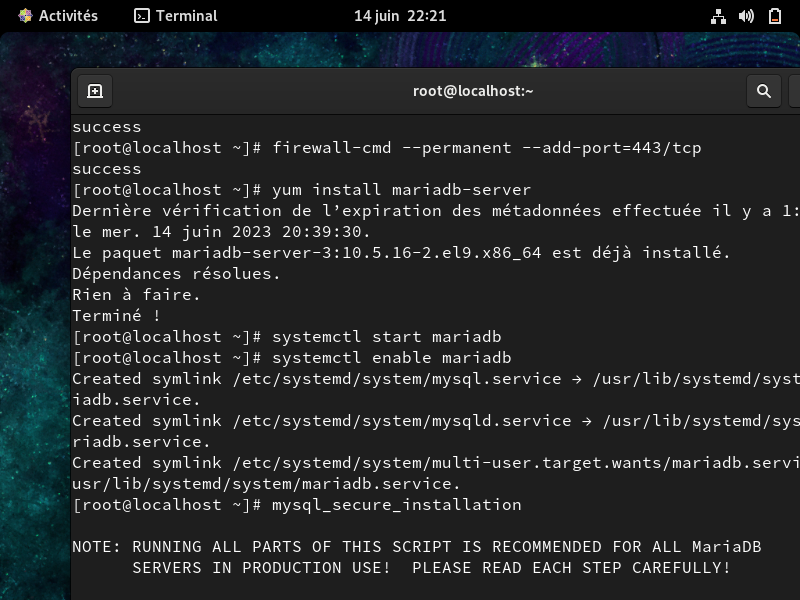 Activités Terminal 14 juin 22:21
root@localhost:~
success
[root@localhost ~]# firewall-cmd --permanent --add-port=443/tcp
success
[root@localhost ~]# yum install mariadb-server
Dernière vérification de l’expiration des métadonnées effectuée il y a 1:
le mer. 14 juin 2023 20:39:30.
Le paquet mariadb-server-3:10.5.16-2.el9.x86_64 est déjà installé.
Dépendances résolues.
Rien à faire.
Terminé !
[root@localhost ~]# systemctl start mariadb
[root@localhost ~]# systemctl enable mariadb
Created symlink /etc/systemd/system/mysql.service → /usr/lib/systemd/syst
iadb.service.
Created symlink /etc/systemd/system/mysqld.service → /usr/lib/systemd/sys
riadb.service.
Created symlink /etc/systemd/system/multi-user.target.wants/mariadb.servi
usr/lib/systemd/system/mariadb.service.
[root@localhost ~]# mysql_secure_installation
NOTE: RUNNING ALL PARTS OF THIS SCRIPT IS RECOMMENDED FOR ALL MariaDB
SERVERS IN PRODUCTION USE!  PLEASE READ EACH STEP CAREFULLY!